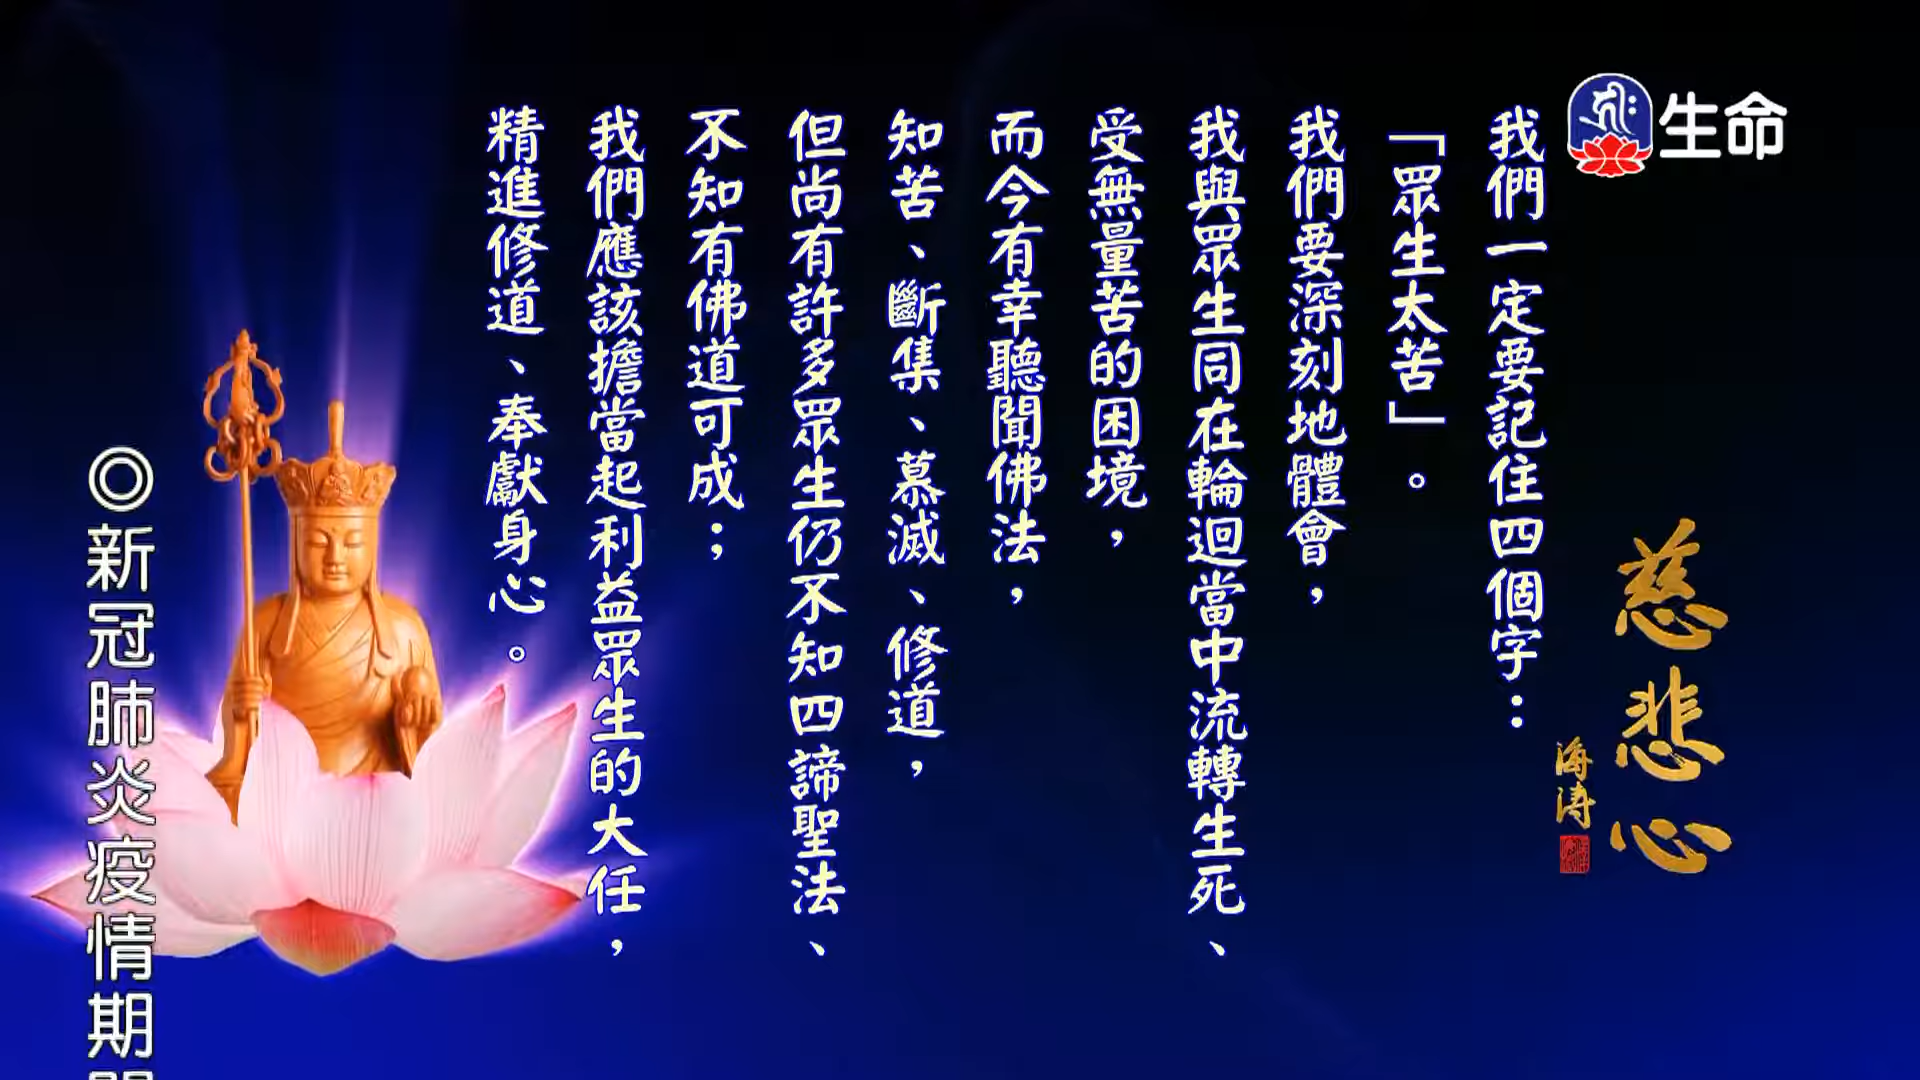 生命
慈悲心
海濤
我們一定要記住四個字：
「眾生太苦」。
我們要深刻地體會，
我與眾生同在輪迴當中流轉生死、
受無量苦的困境，
而今有幸聽聞佛法，
知苦、斷集、慕滅、修道，
但尚有許多眾生仍不知四諦聖法、
不知有佛道可成；
我們應該擔當起利益眾生的大任，
精進修道、奉獻身心。
◎新冠肺炎疫情期